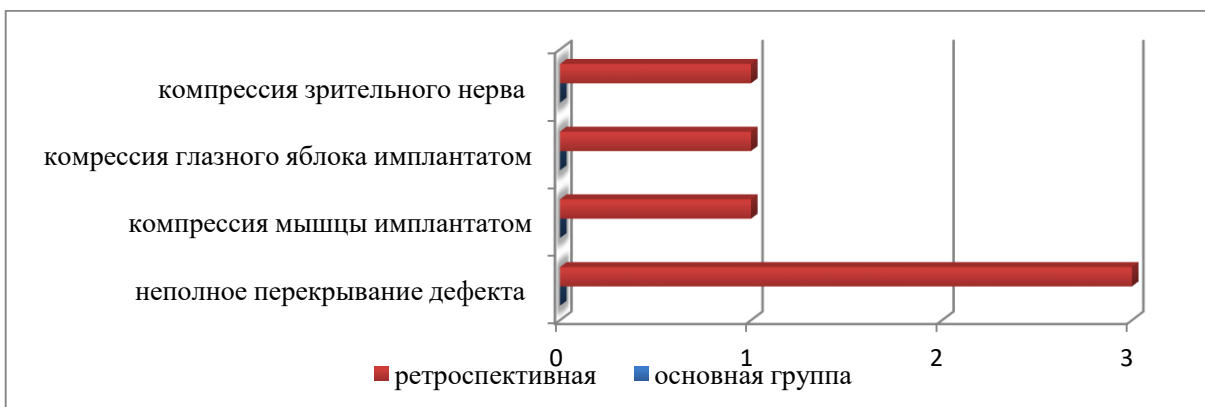 компрессия зрительного нерва
комрессия глазного яблока имплантатом
компрессия мышцы имплантатом
неполное перекрывание дефекта
0 1 2 3
ретроспективная основная группа